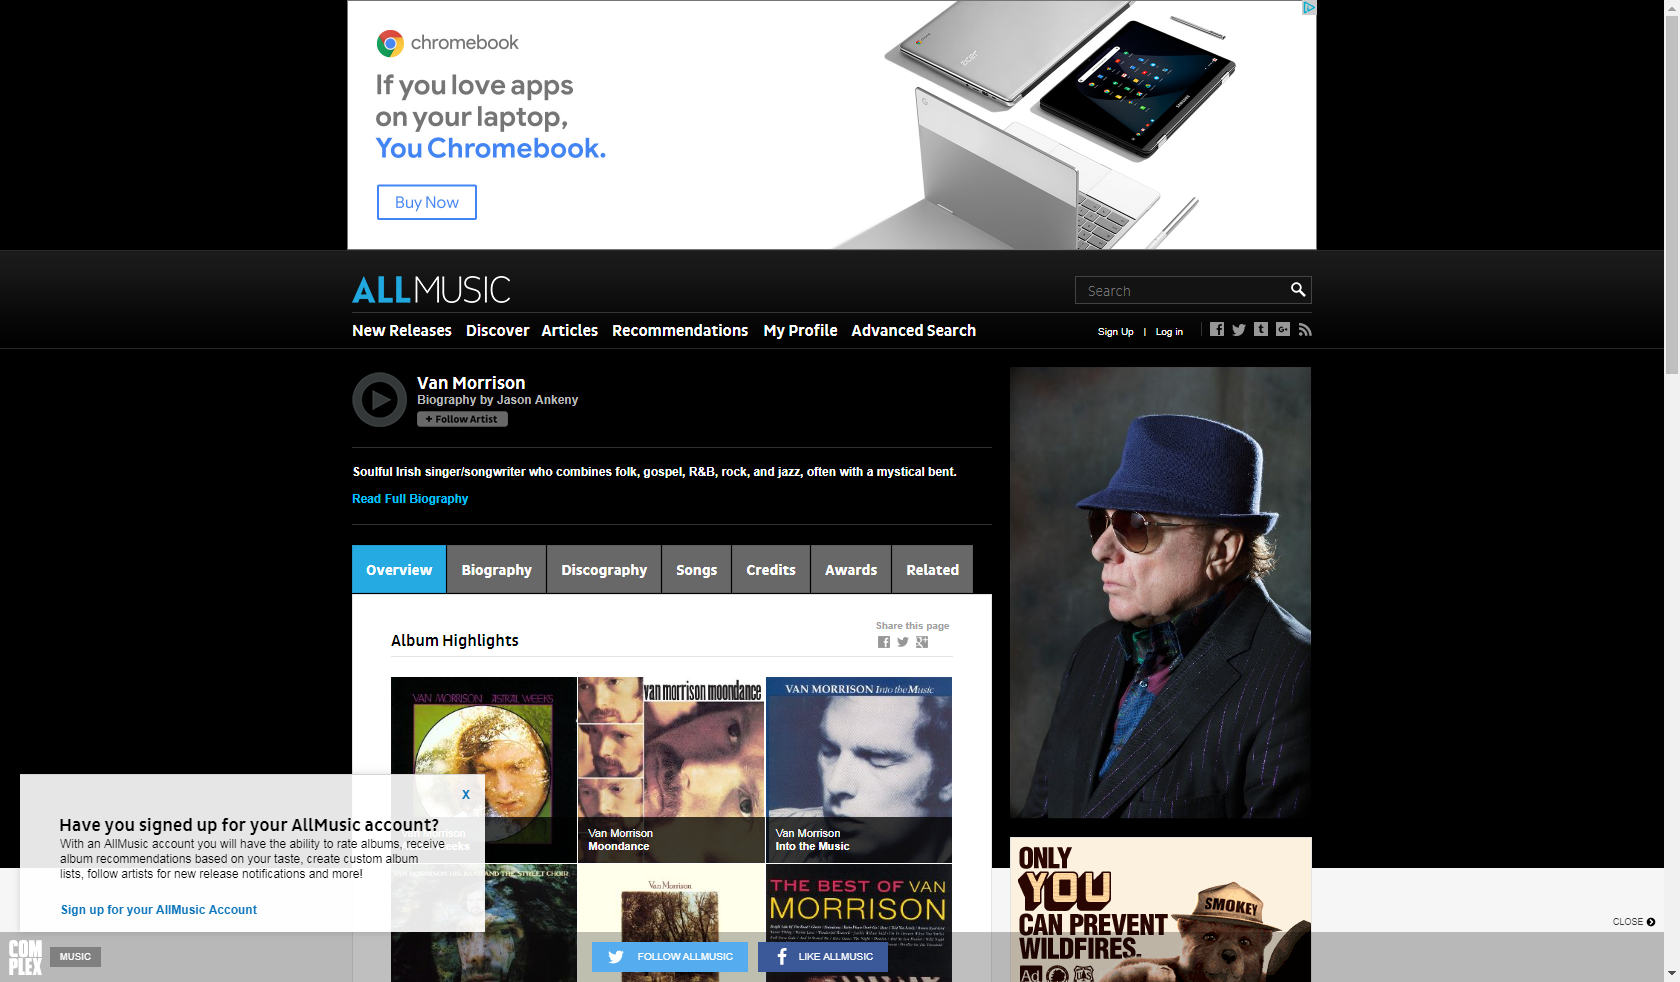 chromebook
If you love apps
on your laptop,
You Chromebook.
Buy Now
ALLMUSIC
Search
New Releases Discover Articles Recommendations My Profile Advanced Search
Sign Up | Log in
Van Morrison
Biography by Jason Ankeny
+ Follow Artist
Soulful Irish singer/songwriter who combines folk, gospel, R&B, rock, and jazz, often with a mystical bent.
Read Full Biography
Overview Biography Discography Songs Credits Awards Related
Share this page
Album Highlights
VAN MORRISON ASTRAL WEEKS
van morrison moondance
VAN MORRISON Into the Music
Van Morrison
Moondance
Van Morrison
Into the Music
X
Have you signed up for your AllMusic account?
With an AllMusic account you will have the ability to rate albums, receive
album recommendations based on your taste, create custom album
lists, follow artists for new release notifications and more!
Sign up for your AllMusic Account
AND THE STREET CHOIR
Van Morrison
THE BEST OF VAN
MORRISON
ONLY
YOU
CAN PREVENT
WILDFIRES.
SMOKEY
Ad
CLOSE
COM
PLEX
MUSIC
FOLLOW ALLMUSIC
LIKE ALLMUSIC